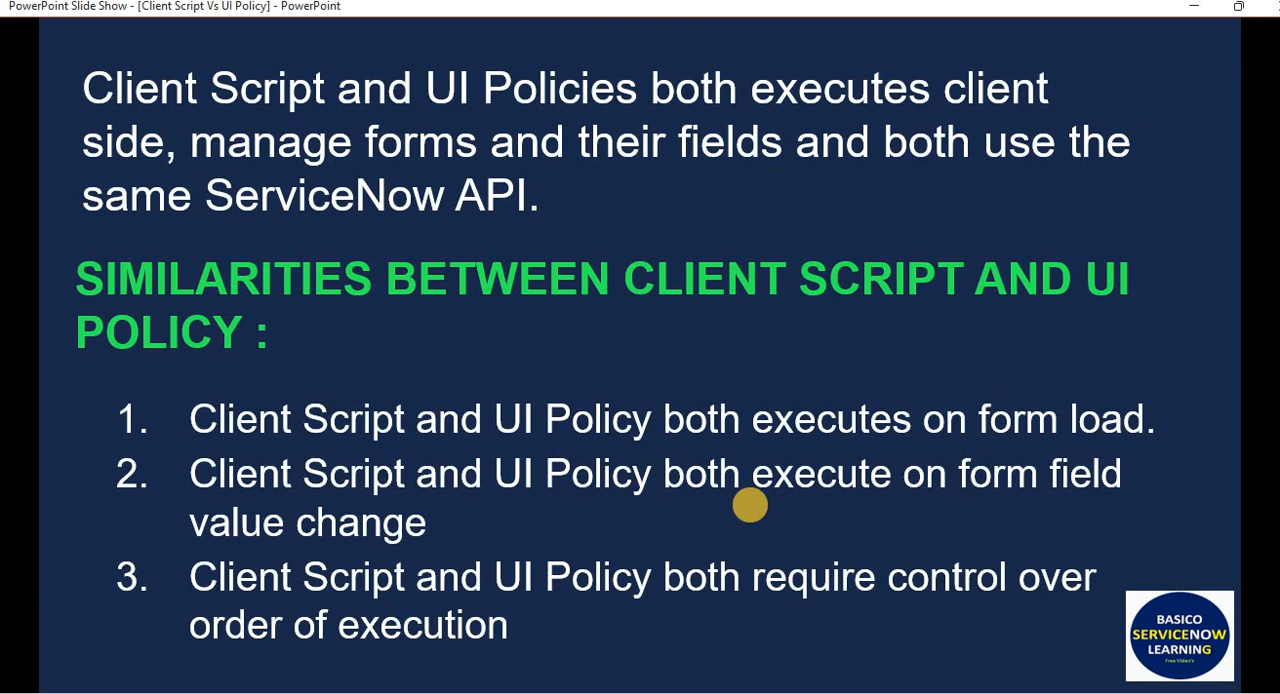 PowerPoint Slide Show - [Client Script Vs UI Policy] - PowerPoint
Client Script and UI Policies both executes client
side, manage forms and their fields and both use the
same ServiceNow API.
SIMILARITIES BETWEEN CLIENT SCRIPT AND UI
POLICY :
1. Client Script and UI Policy both executes on form load.
2. Client Script and UI Policy both execute on form field
value change
3. Client Script and UI Policy both require control over
order of execution
BASICO
SERVICENOW
LEARNING
Free Video's